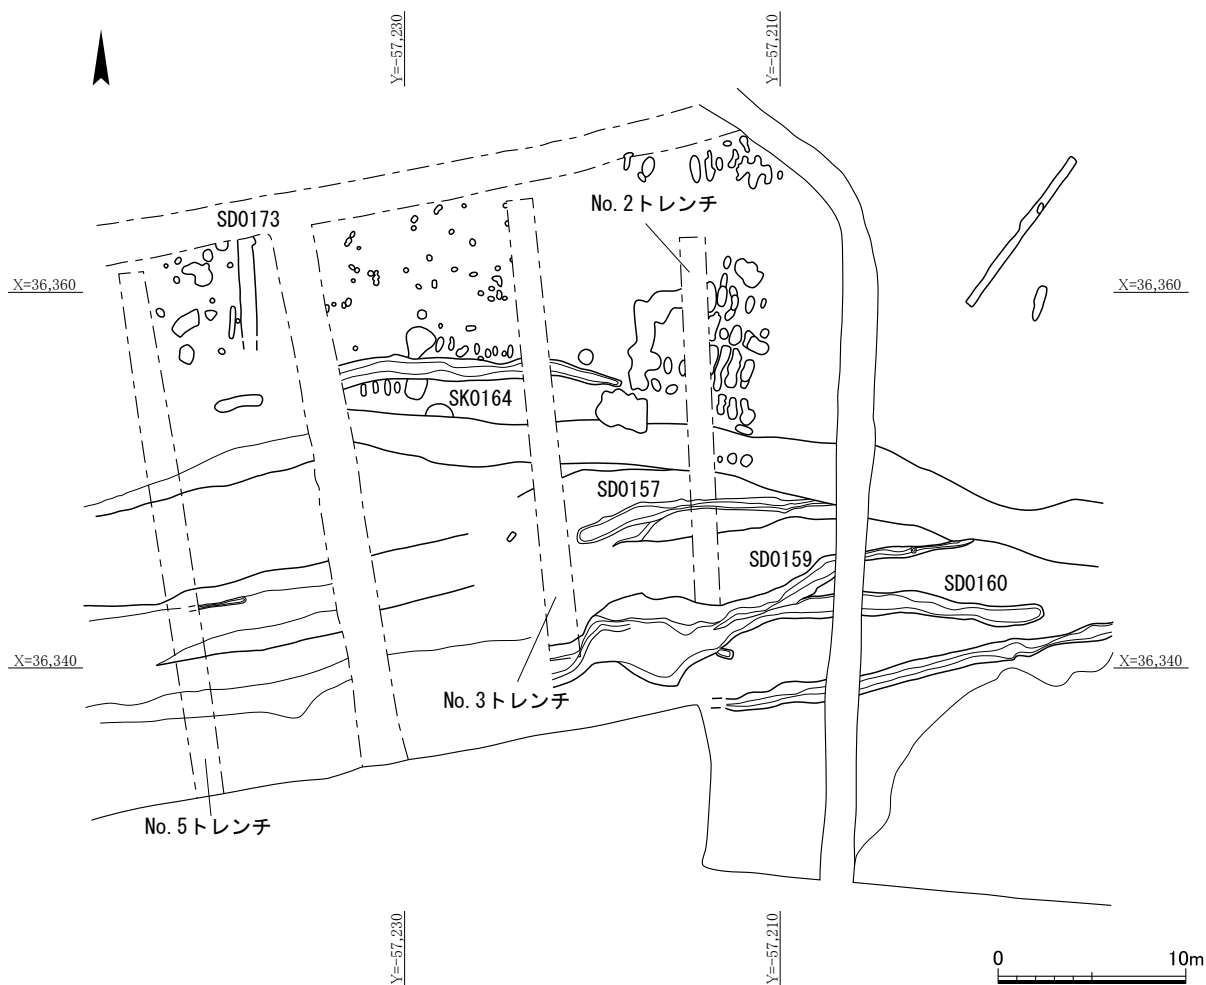 Y=-57,230
Y=-57,210
SD0173
No.2トレンチ
X=36,360
X=36,360
SK0164
SD0157
SD0159
SD0160
X=36,340
X=36,340
No.3トレンチ
No.5トレンチ
Y=-57,230
Y=-57,210
0 10m